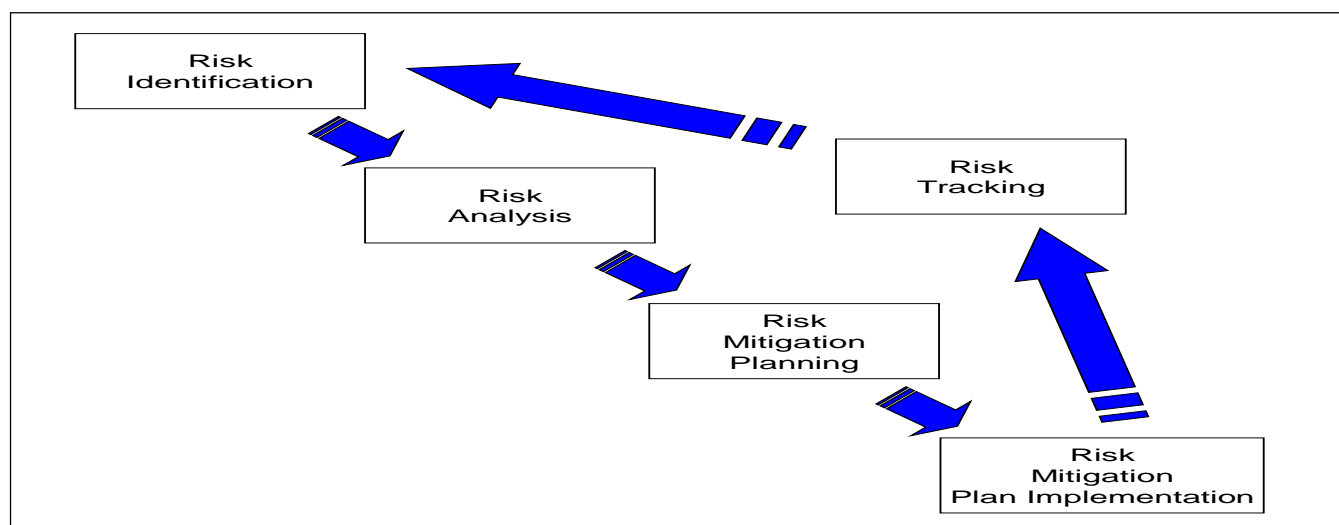 Risk
Identification
Risk
Analysis
Risk
Tracking
Risk
Mitigation
Planning
Risk
Mitigation
Plan Implementation